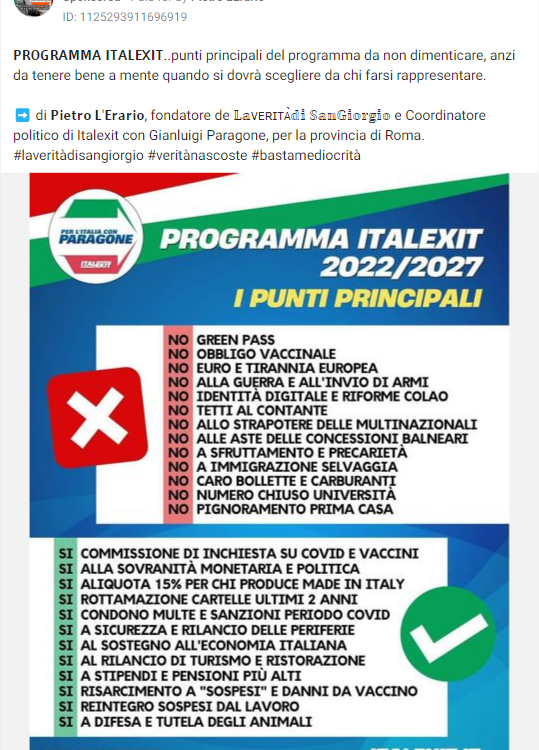 ID: 1125293911696919
PROGRAMMA ITALEXIT..punti principali del programma da non dimenticare, anzi
da tenere bene a mente quando si dovrà scegliere da chi farsi rappresentare.
➡️ di Pietro L'Erario, fondatore de 𝕃𝕒VERITÀ𝕕𝕚 𝕊𝕒𝕟𝔾𝕚𝕠𝕣𝕘𝕚𝕠 e Coordinatore
politico di Italexit con Gianluigi Paragone, per la provincia di Roma.
#laveritàdisangiorgio #veritànascoste #bastamediocrità
PER L'ITALIA CON
PARAGONE
ITALEXIT
PROGRAMMA ITALEXIT
2022/2027
I PUNTI PRINCIPALI
NO GREEN PASS
NO OBBLIGO VACCINALE
NO EURO E TIRANNIA EUROPEA
NO ALLA GUERRA E ALL'INVIO DI ARMI
NO IDENTITÀ DIGITALE E RIFORME COLAO
NO TETTI AL CONTANTE
NO ALLO STRAPOTERE DELLE MULTINAZIONALI
NO ALLE ASTE DELLE CONCESSIONI BALNEARI
NO A SFRUTTAMENTO E PRECARIETÀ
NO A IMMIGRAZIONE SELVAGGIA
NO CARO BOLLETTE E CARBURANTI
NO NUMERO CHIUSO UNIVERSITÀ
NO PIGNORAMENTO PRIMA CASA
SI COMMISSIONE DI INCHIESTA SU COVID E VACCINI
SI ALLA SOVRANITÀ MONETARIA E POLITICA
SI ALIQUOTA 15% PER CHI PRODUCE MADE IN ITALY
SI ROTTAMAZIONE CARTELLE ULTIMI 2 ANNI
SI CONDONO MULTE E SANZIONI PERIODO COVID
SI A SICUREZZA E RILANCIO DELLE PERIFERIE
SI AL SOSTEGNO ALL'ECONOMIA ITALIANA
SI AL RILANCIO DI TURISMO E RISTORAZIONE
SI A STIPENDI E PENSIONI PIÙ ALTI
SI RISARCIMENTO A "SOSPESI" E DANNI DA VACCINO
SI REINTEGRO SOSPESI DAL LAVORO
SI A DIFESA E TUTELA DEGLI ANIMALI